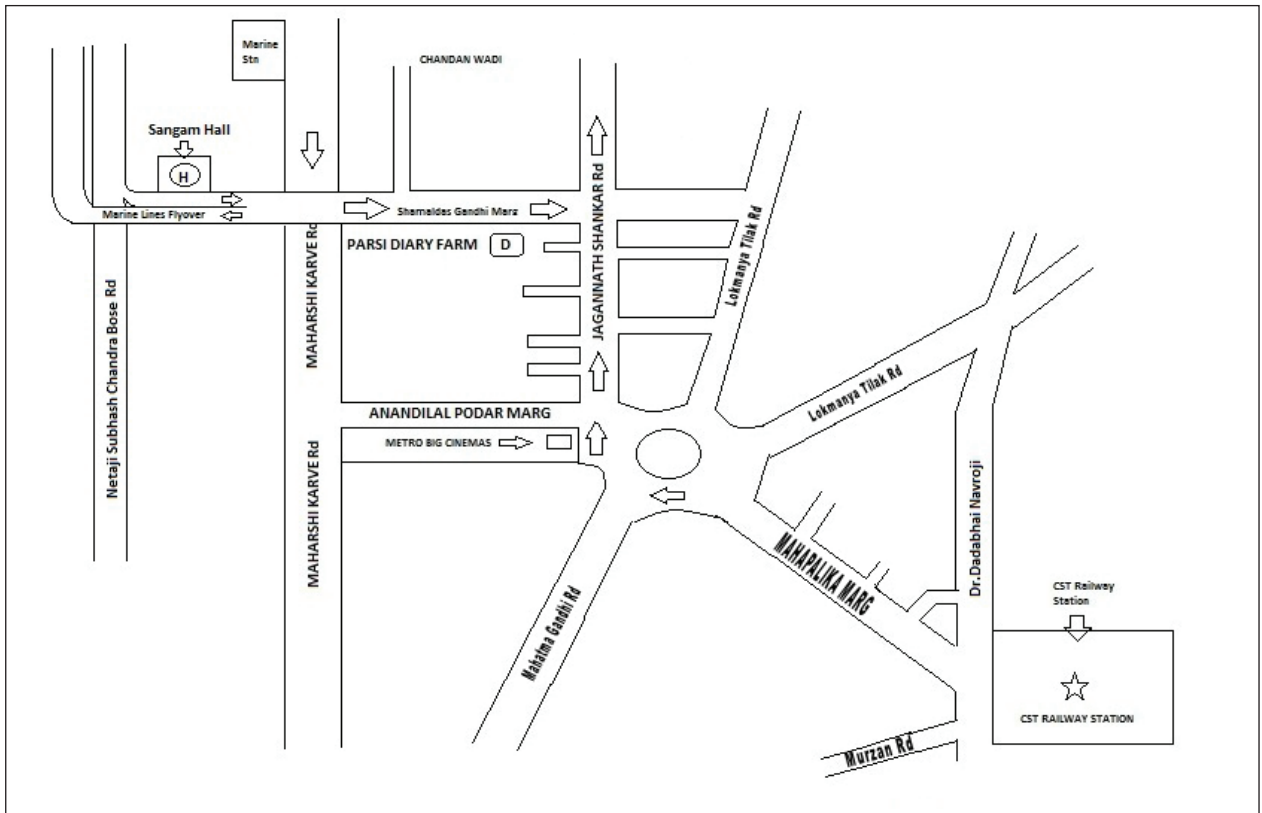 Marine
Stn
CHANDAN WADI
Sangam Hall
H
Marine Lines Flyover
Shamaldas Gandhi Marg
JAGANNATH SHANKAR Rd
Lokmanya Tilak Rd
PARSI DIARY FARM
D
MAHARSHI KARVE Rd
Netaji Subhash Chandra Bose Rd
Lokmanya Tilak Rd
ANANDILAL PODAR MARG
METRO BIG CINEMAS
MAHARSHI KARVE Rd
Dr.Dadabhai Navroji
MAHAPALIKA MARG
Mahatma Gandhi Rd
CST Railway
Station
CST RAILWAY STATION
Murzan Rd